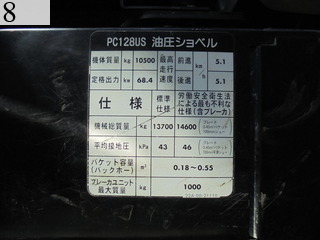 8
PC128US 油圧ショベル
機体質量 kg 10500 最高走行速度 前進 km/h 5.1
定格出力 kW 68.4 後進 5.1
仕様 標準仕様 労働安全衛生法による最も不利な仕様(含ブレーカ)
機械総質量 kg 13700 14600
平均接地圧 kPa 43 46
バケット容量(バックホー) m³ 0.18～0.55
ブレーカユニット最大質量 kg 1000